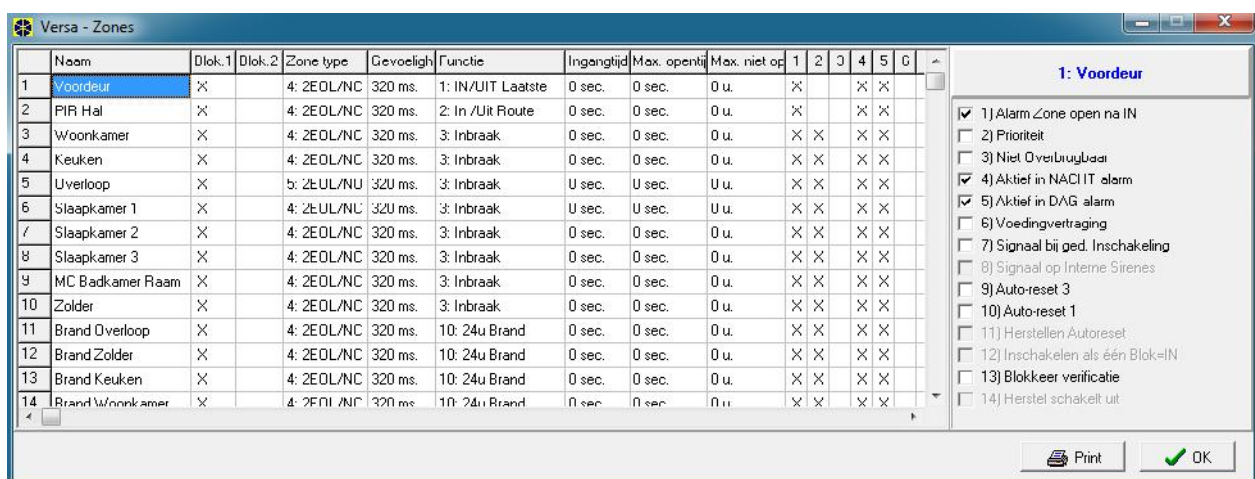 Versa - Zones
Naam Blok.1 Blok.2 Zone type Gevoeligh Functie Ingangtijd Max. opentij Max. niet op 1 2 3 4 5 6
1 Voordeur X 4: 2EOL/NC 320 ms. 1: IN/UIT Laatste 0 sec. 0 sec. 0 u. X X X
2 PIR Hal X 4: 2EOL/NC 320 ms. 2: In /Uit Route 0 sec. 0 sec. 0 u. X X X
3 Woonkamer X 4: 2EOL/NC 320 ms. 3: Inbraak 0 sec. 0 sec. 0 u. X X X X
4 Keuken X 4: 2EOL/NC 320 ms. 3: Inbraak 0 sec. 0 sec. 0 u. X X X X
5 Overloop X 5: 2EOL/NO 320 ms. 3: Inbraak 0 sec. 0 sec. 0 u. X X X X
6 Slaapkamer 1 X 4: 2EOL/NC 320 ms. 3: Inbraak 0 sec. 0 sec. 0 u. X X X X
7 Slaapkamer 2 X 4: 2EOL/NC 320 ms. 3: Inbraak 0 sec. 0 sec. 0 u. X X X X
8 Slaapkamer 3 X 4: 2EOL/NC 320 ms. 3: Inbraak 0 sec. 0 sec. 0 u. X X X X
9 MC Badkamer Raam X 4: 2EOL/NC 320 ms. 3: Inbraak 0 sec. 0 sec. 0 u. X X X X
10 Zolder X 4: 2EOL/NC 320 ms. 3: Inbraak 0 sec. 0 sec. 0 u. X X X X
11 Brand Overloop X 4: 2EOL/NC 320 ms. 10: 24u Brand 0 sec. 0 sec. 0 u. X X X X
12 Brand Zolder X 4: 2EOL/NC 320 ms. 10: 24u Brand 0 sec. 0 sec. 0 u. X X X X
13 Brand Keuken X 4: 2EOL/NC 320 ms. 10: 24u Brand 0 sec. 0 sec. 0 u. X X X X
14 Brand Woonkamer X 4: 2EOL/NC 320 ms. 10: 24u Brand 0 sec. 0 sec. 0 u. X X X X
1: Voordeur
1) Alarm Zone open na IN
2) Prioriteit
3) Niet Overbrugbaar
4) Aktief in NACHT alarm
5) Aktief in DAG alarm
6) Voedingvertraging
7) Signaal bij ged. Inschakeling
8) Signaal op Interne Sirenes
9) Auto-reset 3
10) Auto-reset 1
11) Herstellen Autoreset
12) Inschakelen als één Blok=IN
13) Blokkeer verificatie
14) Herstel schakelt uit
Print
OK